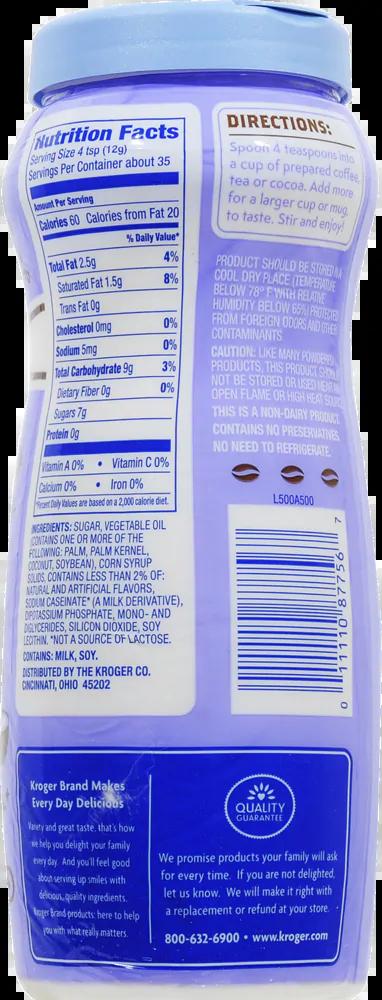 Nutrition Facts
Serving Size 4 tsp (12g)
Servings Per Container about 35
Amount Per Serving
Calories 60 Calories from Fat 20
% Daily Value*
Total Fat 2.5g 4%
Saturated Fat 1.5g 8%
Trans Fat 0g
Cholesterol 0mg 0%
Sodium 5mg 0%
Total Carbohydrate 9g 3%
Dietary Fiber 0g 0%
Sugars 7g
Protein 0g
Vitamin A 0% • Vitamin C 0%
Calcium 0% • Iron 0%
*Percent Daily Values are based on a 2,000 calorie diet.
INGREDIENTS: SUGAR, VEGETABLE OIL
(CONTAINS ONE OR MORE OF THE
FOLLOWING: PALM, PALM KERNEL,
COCONUT, SOYBEAN), CORN SYRUP
SOLIDS. CONTAINS LESS THAN 2% OF:
NATURAL AND ARTIFICIAL FLAVORS,
SODIUM CASEINATE* (A MILK DERIVATIVE),
DIPOTASSIUM PHOSPHATE, MONO- AND
DIGLYCERIDES, SILICON DIOXIDE, SOY
LECITHIN. *NOT A SOURCE OF LACTOSE.
CONTAINS: MILK, SOY.
DISTRIBUTED BY THE KROGER CO.
CINCINNATI, OHIO 45202
DIRECTIONS:
Spoon 4 teaspoons into
a cup of prepared coffee,
tea or cocoa. Add more
for a larger cup or mug,
to taste. Stir and enjoy!
PRODUCT SHOULD BE STORED IN A
COOL DRY PLACE (TEMPERATURE
BELOW 78° F WITH RELATIVE
HUMIDITY BELOW 65%) PROTECTED
FROM FOREIGN ODORS AND OTHER
CONTAMINANTS.
CAUTION: LIKE MANY POWDERED
PRODUCTS, THIS PRODUCT SHOULD
NOT BE STORED OR USED NEAR AN
OPEN FLAME OR HIGH HEAT SOURCE.
THIS IS A NON-DAIRY PRODUCT.
CONTAINS NO PRESERVATIVES.
NO NEED TO REFRIGERATE.
L500A500
0 11110 87756 7
Kroger Brand Makes
Every Day Delicious
Variety and great taste, that's how
we help you delight your family
every day. And you'll feel good
about serving up smiles with
delicious, quality ingredients.
Kroger Brand products: here to help
you with what really matters.
QUALITY
GUARANTEE
We promise products your family will ask
for every time. If you are not delighted,
let us know. We will make it right with
a replacement or refund at your store.
800-632-6900 • www.kroger.com